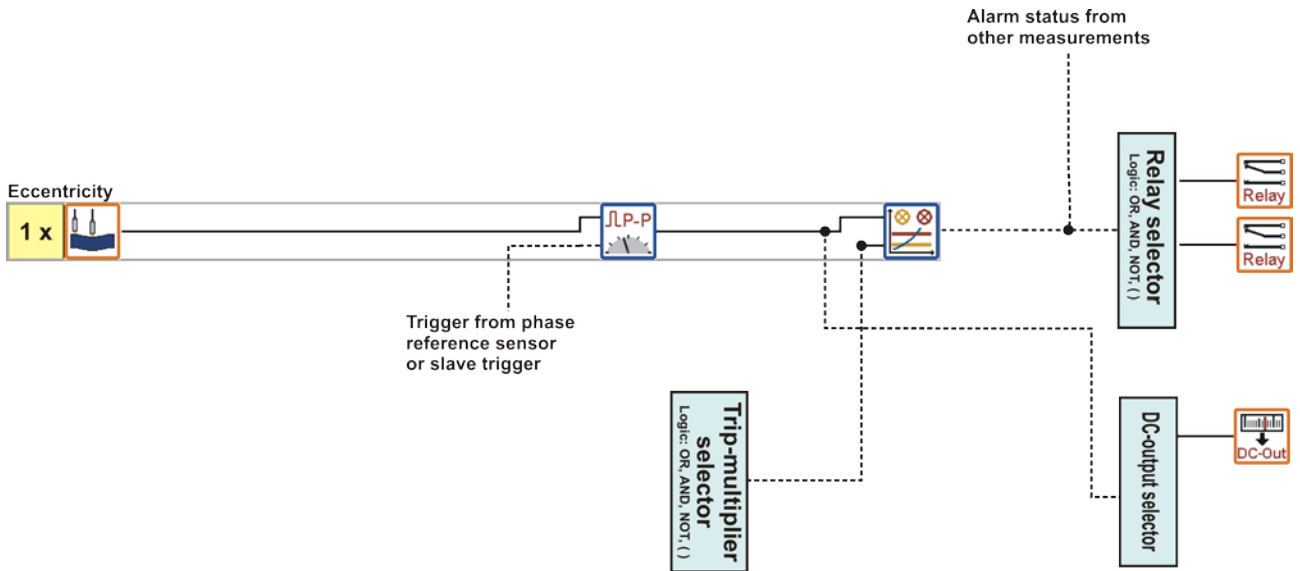 Alarm status from
other measurements
Eccentricity
1 x
P-P
Relay selector
Logic: OR, AND, NOT, ( )
Relay
Relay
Trigger from phase
reference sensor
or slave trigger
Trip-multiplier
selector
Logic: OR, AND, NOT, ( )
DC-output selector
DC-Out